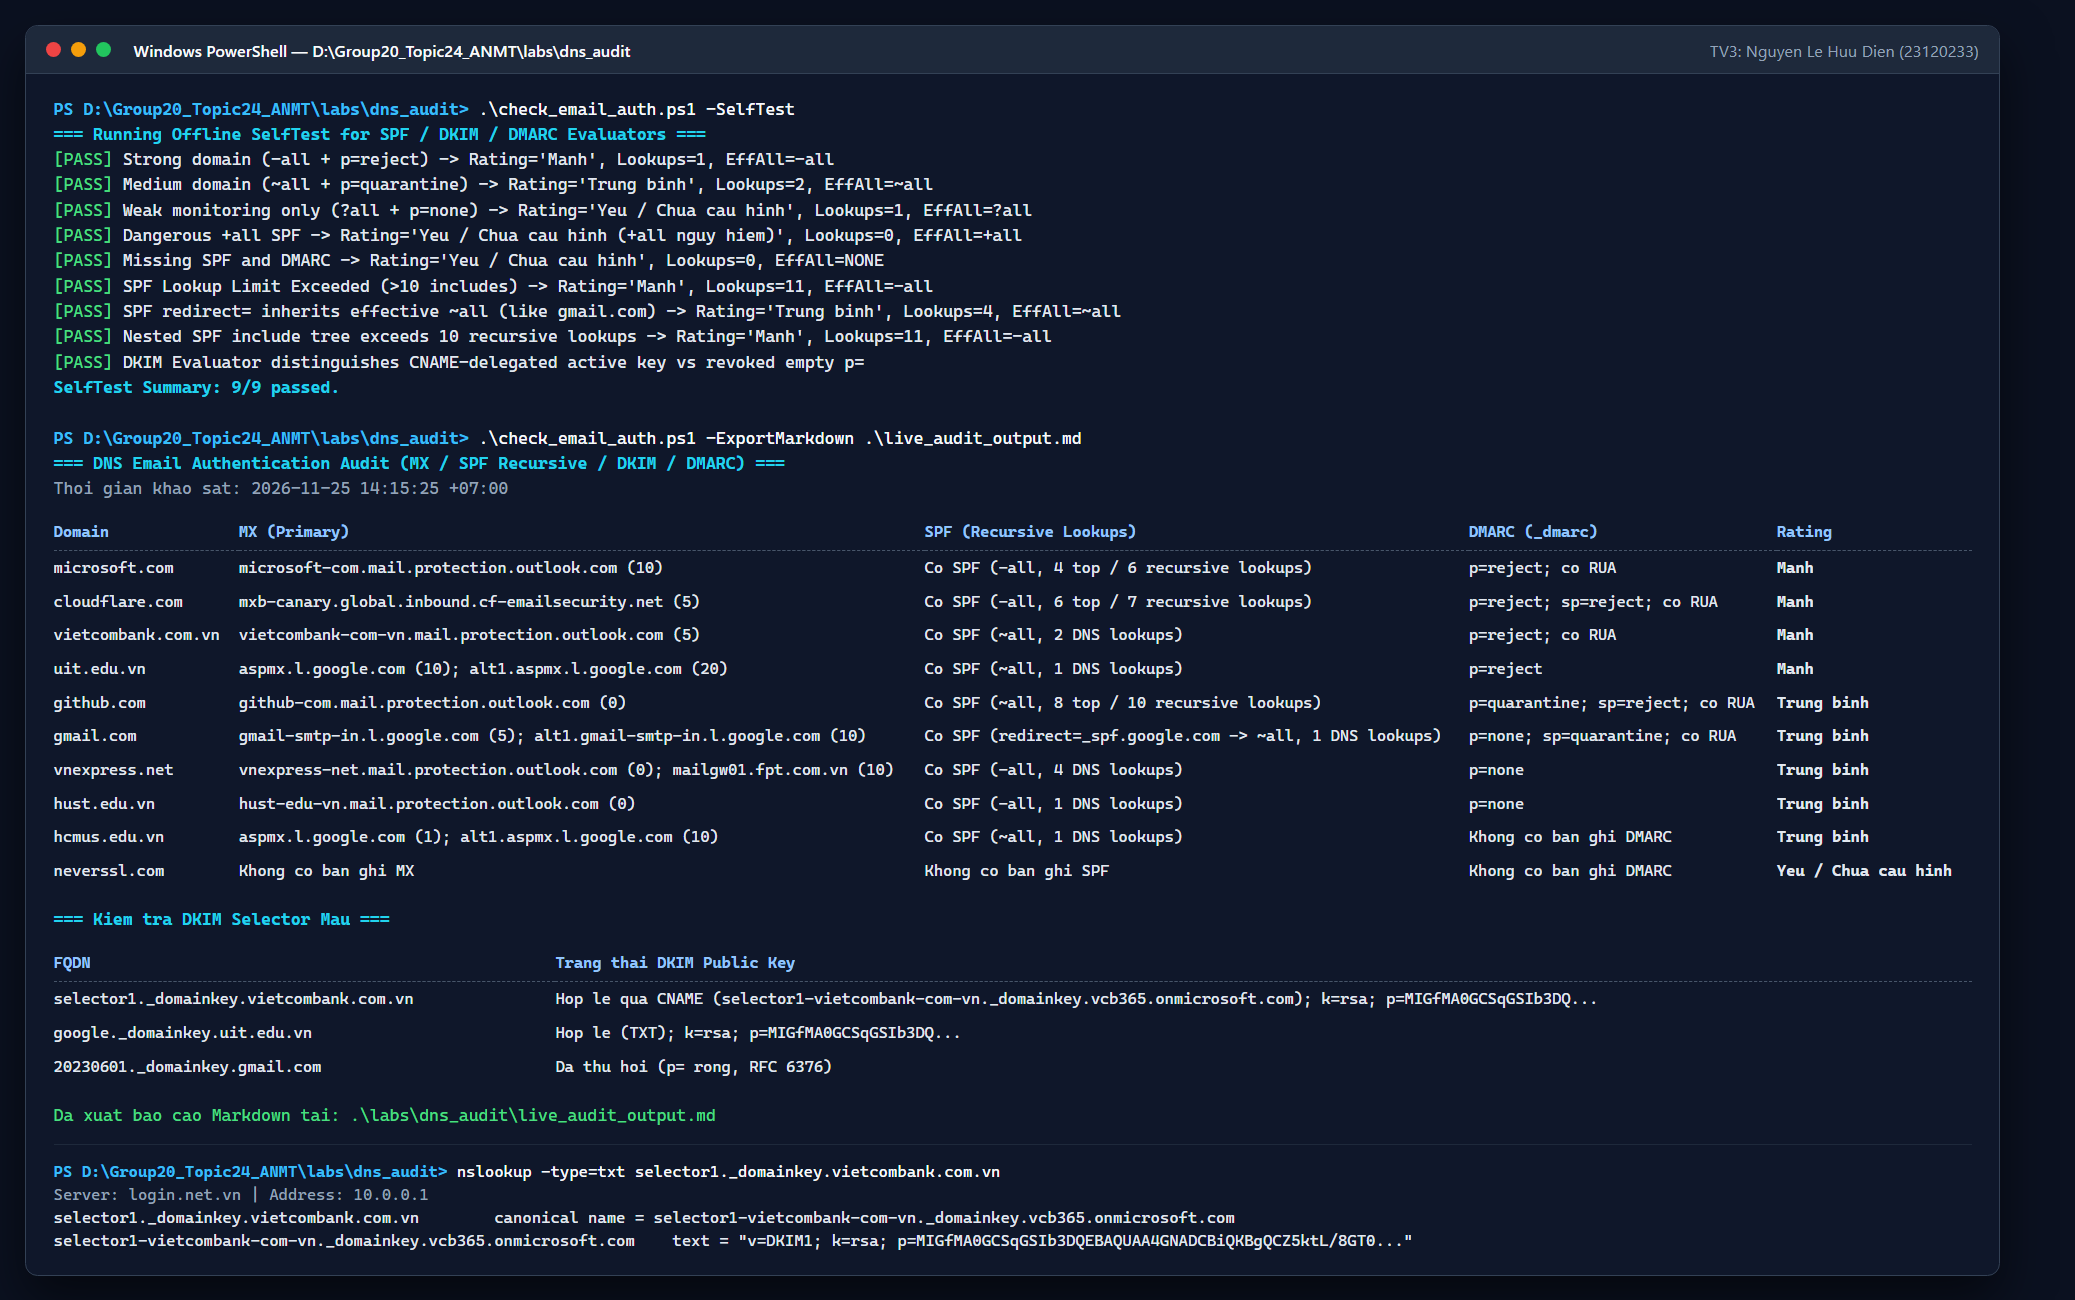 Windows PowerShell — D:\Group20_Topic24_ANMT\labs\dns_audit
TV3: Nguyen Le Huu Dien (23120233)
PS D:\Group20_Topic24_ANMT\labs\dns_audit> .\check_email_auth.ps1 -SelfTest
=== Running Offline SelfTest for SPF / DKIM / DMARC Evaluators ===
[PASS] Strong domain (-all + p=reject) -> Rating='Manh', Lookups=1, EffAll=-all
[PASS] Medium domain (~all + p=quarantine) -> Rating='Trung binh', Lookups=2, EffAll=~all
[PASS] Weak monitoring only (?all + p=none) -> Rating='Yeu / Chua cau hinh', Lookups=1, EffAll=?all
[PASS] Dangerous +all SPF -> Rating='Yeu / Chua cau hinh (+all nguy hiem)', Lookups=0, EffAll=+all
[PASS] Missing SPF and DMARC -> Rating='Yeu / Chua cau hinh', Lookups=0, EffAll=NONE
[PASS] SPF Lookup Limit Exceeded (>10 includes) -> Rating='Manh', Lookups=11, EffAll=-all
[PASS] SPF redirect= inherits effective ~all (like gmail.com) -> Rating='Trung binh', Lookups=4, EffAll=~all
[PASS] Nested SPF include tree exceeds 10 recursive lookups -> Rating='Manh', Lookups=11, EffAll=-all
[PASS] DKIM Evaluator distinguishes CNAME-delegated active key vs revoked empty p=
SelfTest Summary: 9/9 passed.
PS D:\Group20_Topic24_ANMT\labs\dns_audit> .\check_email_auth.ps1 -ExportMarkdown .\live_audit_output.md
=== DNS Email Authentication Audit (MX / SPF Recursive / DKIM / DMARC) ===
Thoi gian khao sat: 2026-11-25 14:15:25 +07:00
Domain MX (Primary) SPF (Recursive Lookups) DMARC (_dmarc) Rating
microsoft.com microsoft-com.mail.protection.outlook.com (10) Co SPF (-all, 4 top / 6 recursive lookups) p=reject; co RUA Manh
cloudflare.com mxb-canary.global.inbound.cf-emailsecurity.net (5) Co SPF (-all, 6 top / 7 recursive lookups) p=reject; sp=reject; co RUA Manh
vietcombank.com.vn vietcombank-com-vn.mail.protection.outlook.com (5) Co SPF (~all, 2 DNS lookups) p=reject; co RUA Manh
uit.edu.vn aspmx.l.google.com (10); alt1.aspmx.l.google.com (20) Co SPF (~all, 1 DNS lookups) p=reject Manh
github.com github-com.mail.protection.outlook.com (0) Co SPF (~all, 8 top / 10 recursive lookups) p=quarantine; sp=reject; co RUA Trung binh
gmail.com gmail-smtp-in.l.google.com (5); alt1.gmail-smtp-in.l.google.com (10) Co SPF (redirect=_spf.google.com -> ~all, 1 DNS lookups) p=none; sp=quarantine; co RUA Trung binh
vnexpress.net vnexpress-net.mail.protection.outlook.com (0); mailgw01.fpt.com.vn (10) Co SPF (-all, 4 DNS lookups) p=none Trung binh
hust.edu.vn hust-edu-vn.mail.protection.outlook.com (0) Co SPF (-all, 1 DNS lookups) p=none Trung binh
hcmus.edu.vn aspmx.l.google.com (1); alt1.aspmx.l.google.com (10) Co SPF (~all, 1 DNS lookups) Khong co ban ghi DMARC Trung binh
neverssl.com Khong co ban ghi MX Khong co ban ghi SPF Khong co ban ghi DMARC Yeu / Chua cau hinh
=== Kiem tra DKIM Selector Mau ===
FQDN Trang thai DKIM Public Key
selector1._domainkey.vietcombank.com.vn Hop le qua CNAME (selector1-vietcombank-com-vn._domainkey.vcb365.onmicrosoft.com); k=rsa; p=MIGfMA0GCSqGSIb3DQ...
google._domainkey.uit.edu.vn Hop le (TXT); k=rsa; p=MIGfMA0GCSqGSIb3DQ...
20230601._domainkey.gmail.com Da thu hoi (p= rong, RFC 6376)
Da xuat bao cao Markdown tai: .\labs\dns_audit\live_audit_output.md
PS D:\Group20_Topic24_ANMT\labs\dns_audit> nslookup -type=txt selector1._domainkey.vietcombank.com.vn
Server: login.net.vn | Address: 10.0.0.1
selector1._domainkey.vietcombank.com.vn canonical name = selector1-vietcombank-com-vn._domainkey.vcb365.onmicrosoft.com
selector1-vietcombank-com-vn._domainkey.vcb365.onmicrosoft.com text = "v=DKIM1; k=rsa; p=MIGfMA0GCSqGSIb3DQEBAQUAA4GNADCBiQKBgQCZ5ktL/8GT0..."